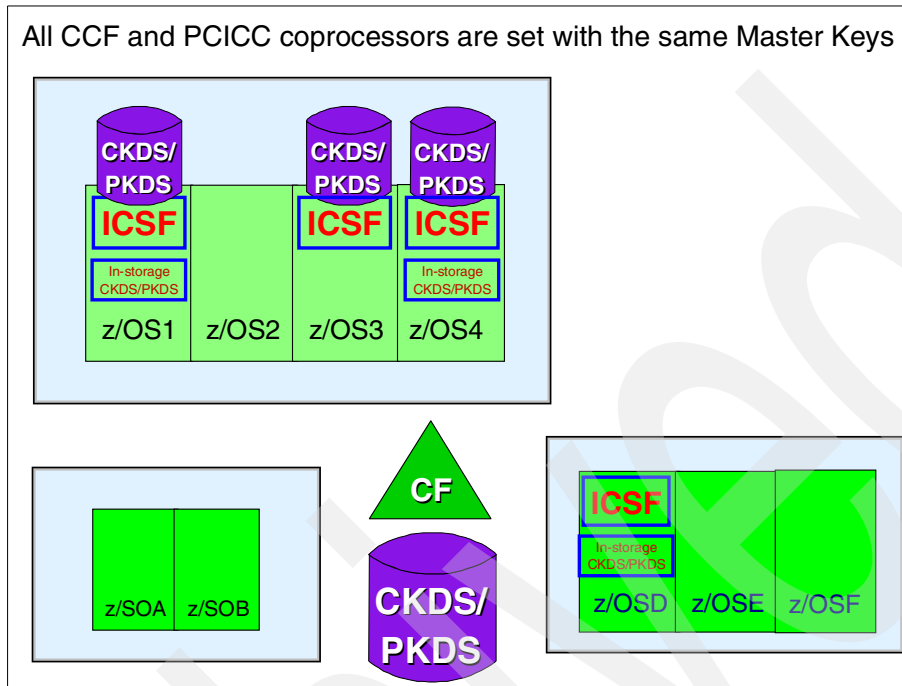 All CCF and PCICC coprocessors are set with the same Master Keys
CKDS/
PKDS
CKDS/
PKDS
CKDS/
PKDS
ICSF
ICSF
ICSF
In-storage
CKDS/PKDS
In-storage
CKDS/PKDS
z/OS1
z/OS2
z/OS3
z/OS4
CF
ICSF
In-storage
CKDS/PKDS
z/SOA
z/SOB
CKDS/
PKDS
z/OSD
z/OSE
z/OSF